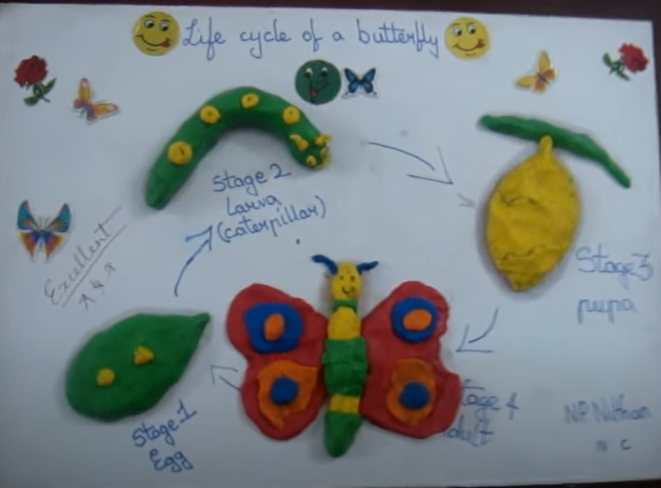 Life cycle of a butterfly
Stage 2
Larva
(caterpillar)
Stage 3
pupa
Excellent
Stage 4
Adult
Stage 1
Egg
N.P. Nithan
C